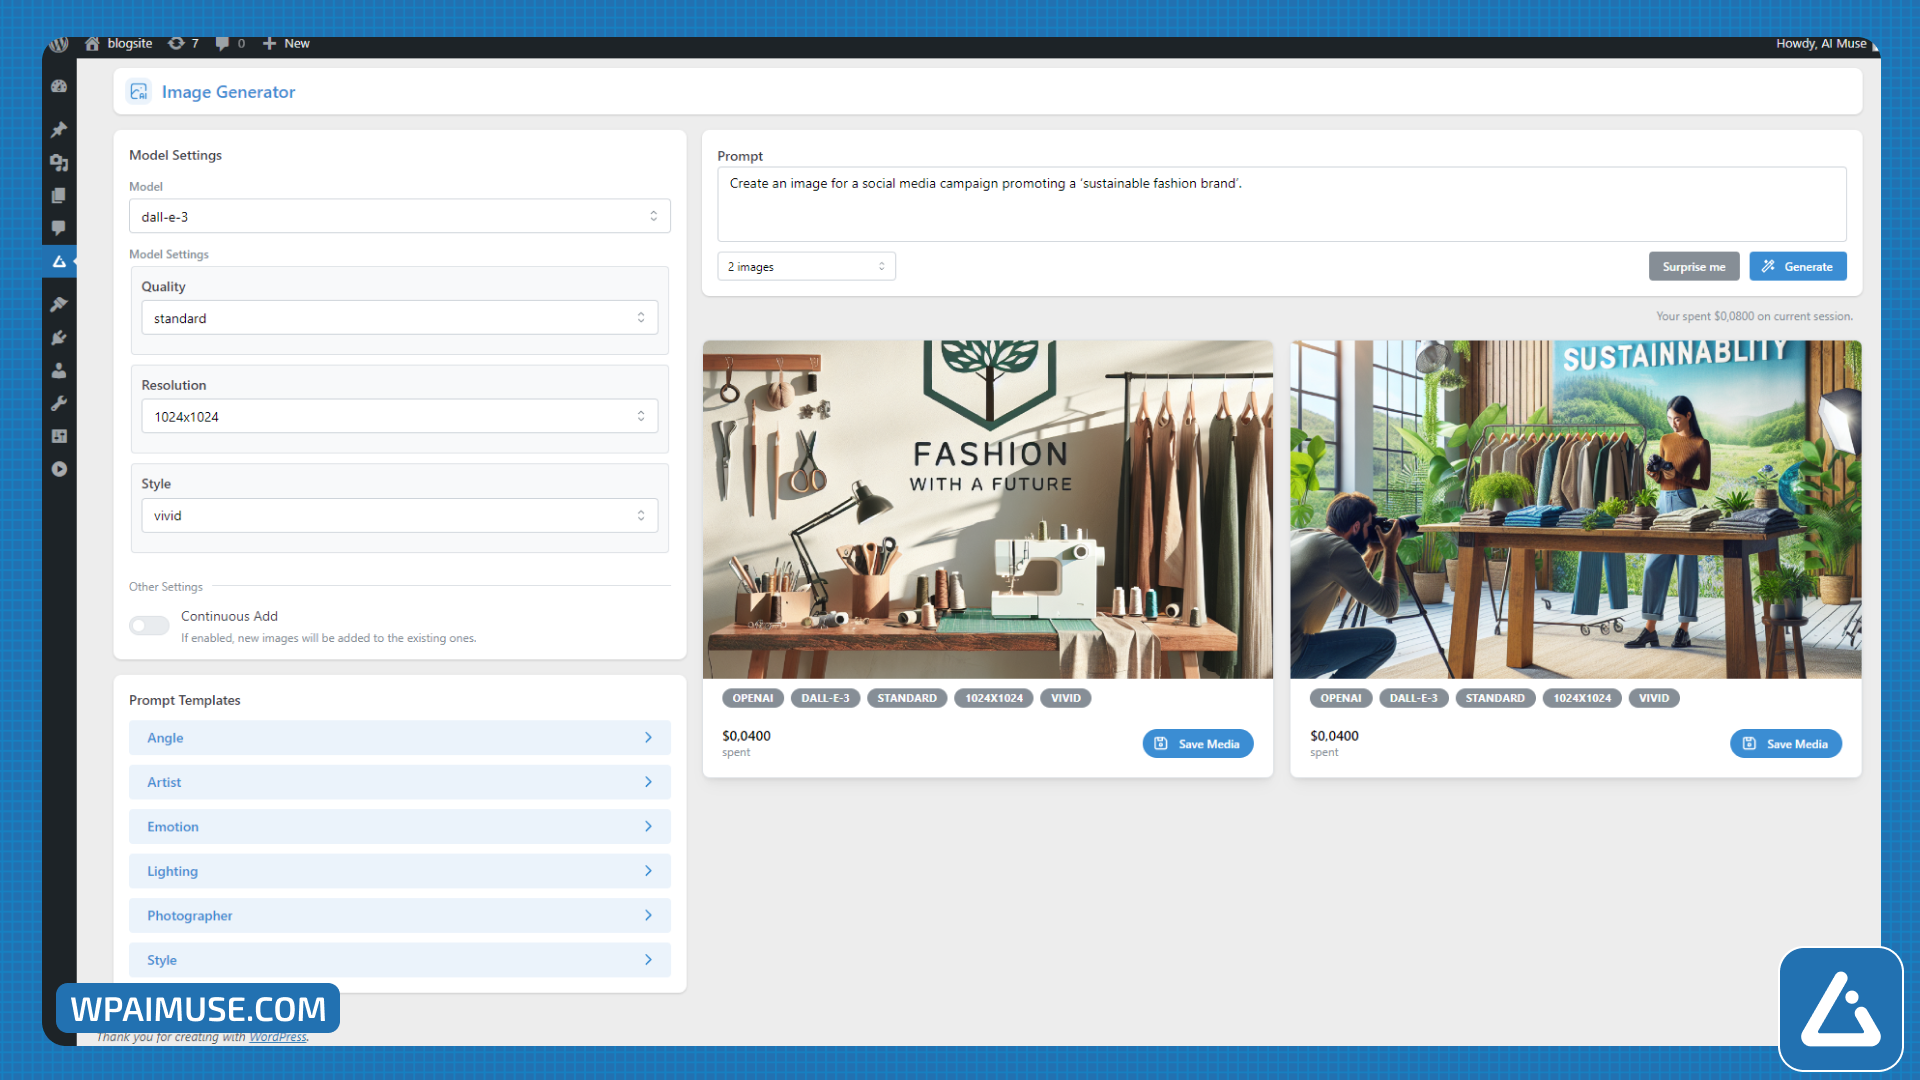 blogsite
7
0
New
Howdy, AI Muse
AI
Image Generator
Model Settings
Model
dall-e-3
Model Settings
Quality
standard
Resolution
1024x1024
Style
vivid
Other Settings
Continuous Add
If enabled, new images will be added to the existing ones.
Prompt Templates
Angle
Artist
Emotion
Lighting
Photographer
Style
Prompt
Create an image for a social media campaign promoting a ‘sustainable fashion brand’.
2 images
Surprise me
Generate
Your spent $0,0800 on current session.
FASHION
WITH A FUTURE
OPENAI DALL-E-3 STANDARD 1024X1024 VIVID
$0,0400
spent
Save Media
SUSTAINNABLITY
OPENAI DALL-E-3 STANDARD 1024X1024 VIVID
$0,0400
spent
Save Media
WPAIMUSE.COM
Thank you for creating with WordPress.